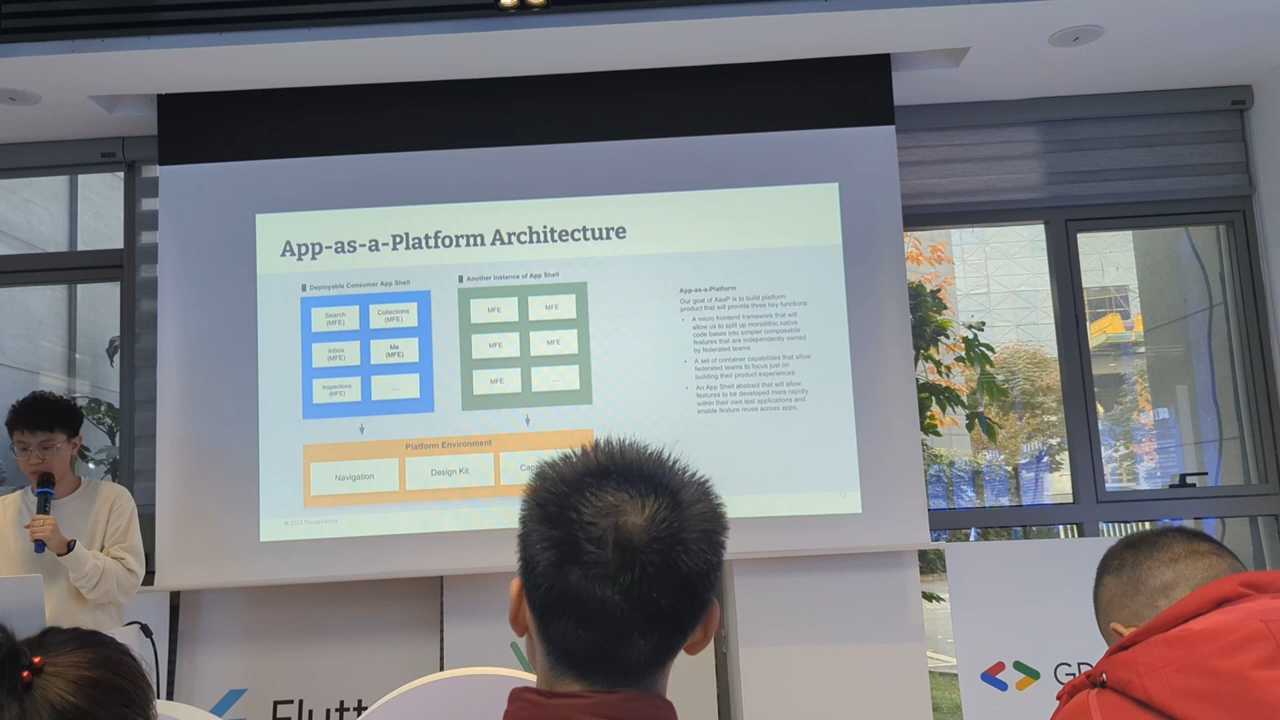 App-as-a-Platform Architecture
Deployable Consumer App Shell
Search
(MFE)
Collections
(MFE)
Inbox
(MFE)
Me
(MFE)
Inspections
(MFE)
...
Another Instance of App Shell
MFE
MFE
MFE
MFE
MFE
...
Platform Environment
Navigation
Design Kit
App-as-a-Platform
Our goal of AaaP is to build platform
product that will provide three key functions:
• A micro frontend framework that will
allow us to split up monolithic native
code bases into simpler composable
features that are independently owned
by federated teams
• A set of container capabilities that allow
federated teams to focus just on
building their product experiences
• An App Shell abstract that will allow
features to be developed more rapidly
within their own test applications and
enable feature reuse across apps.
Flutt